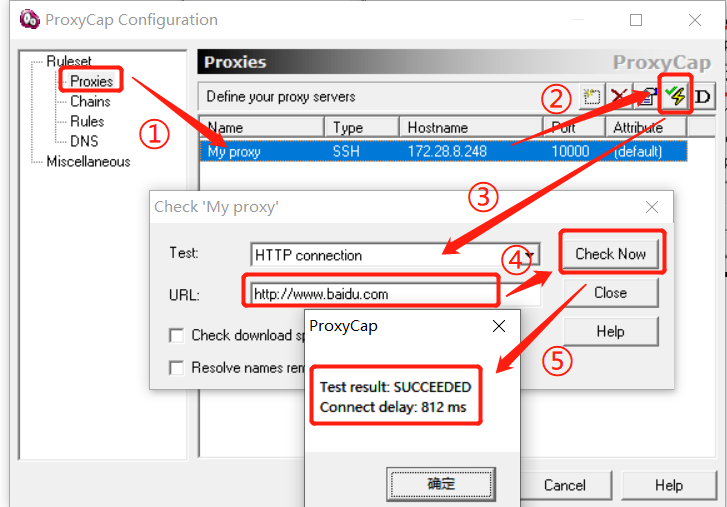 ProxyCap Configuration
Ruleset
Proxies
Chains
Rules
DNS
Miscellaneous
Proxies
ProxyCap
Define your proxy servers
D
Name Type Hostname Port Attribute
My proxy SSH 172.28.8.248 10000 (default)
①
②
③
Check 'My proxy'
Test: HTTP connection
④
Check Now
URL: http://www.baidu.com
Close
Check download sp
Help
Resolve names rem
⑤
ProxyCap
Test result: SUCCEEDED
Connect delay: 812 ms
确定
Cancel
Help